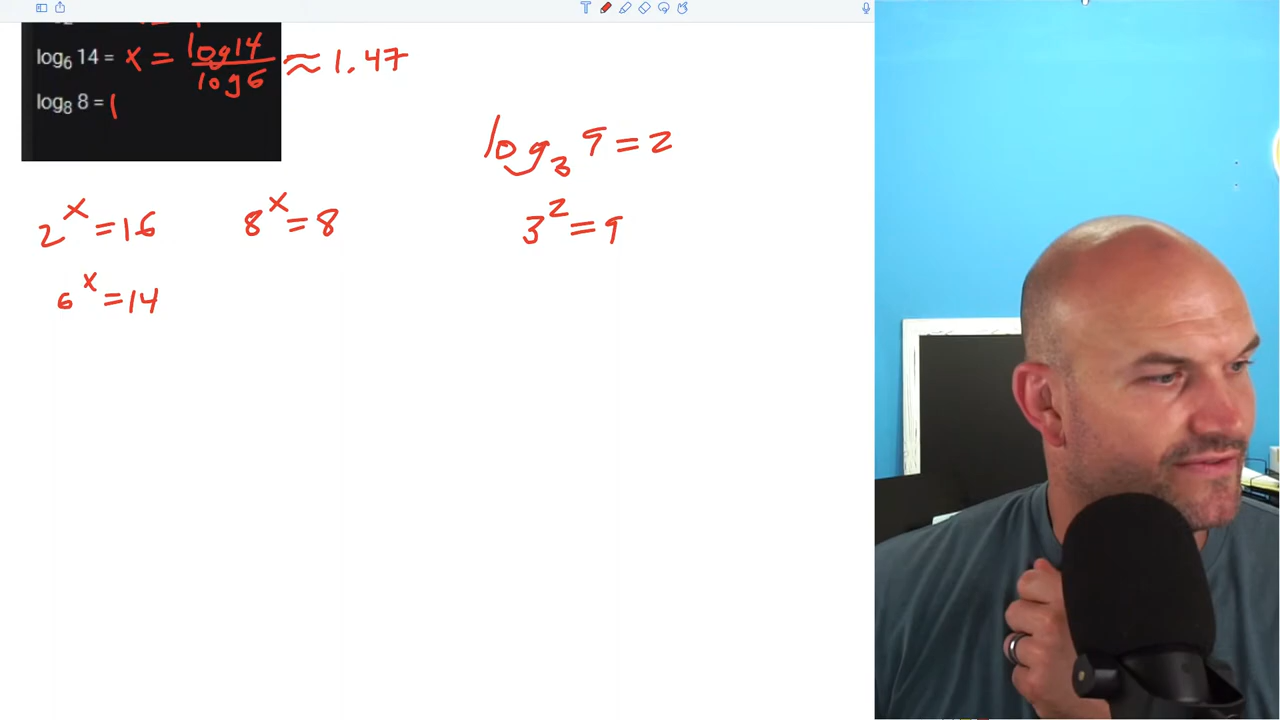 log₆ 14 = x = log14 / log6 ≈ 1.47
log₈ 8 = 1
log₃ 9 = 2
2^x = 16
8^x = 8
3^2 = 9
6^x = 14